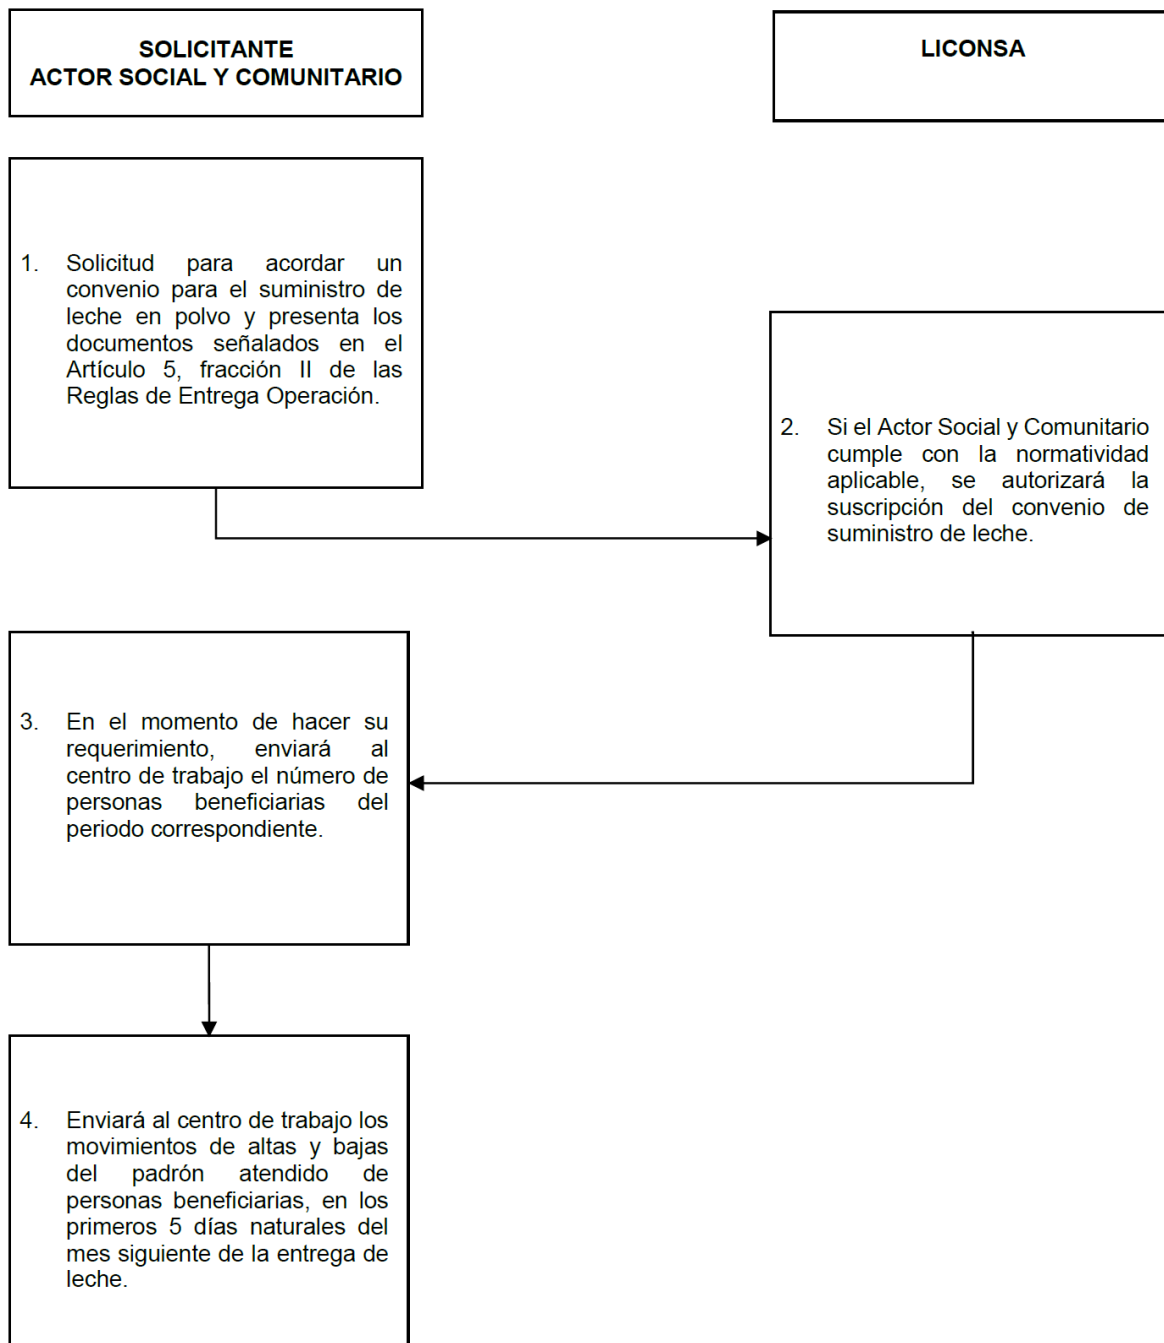 SOLICITANTE
ACTOR SOCIAL Y COMUNITARIO
LICONSA
1. Solicitud para acordar un
convenio para el suministro de
leche en polvo y presenta los
documentos señalados en el
Artículo 5, fracción II de las
Reglas de Entrega Operación.
2. Si el Actor Social y Comunitario
cumple con la normatividad
aplicable, se autorizará la
suscripción del convenio de
suministro de leche.
3. En el momento de hacer su
requerimiento, enviará al
centro de trabajo el número de
personas beneficiarias del
periodo correspondiente.
4. Enviará al centro de trabajo los
movimientos de altas y bajas
del padrón atendido de
personas beneficiarias, en los
primeros 5 días naturales del
mes siguiente de la entrega de
leche.